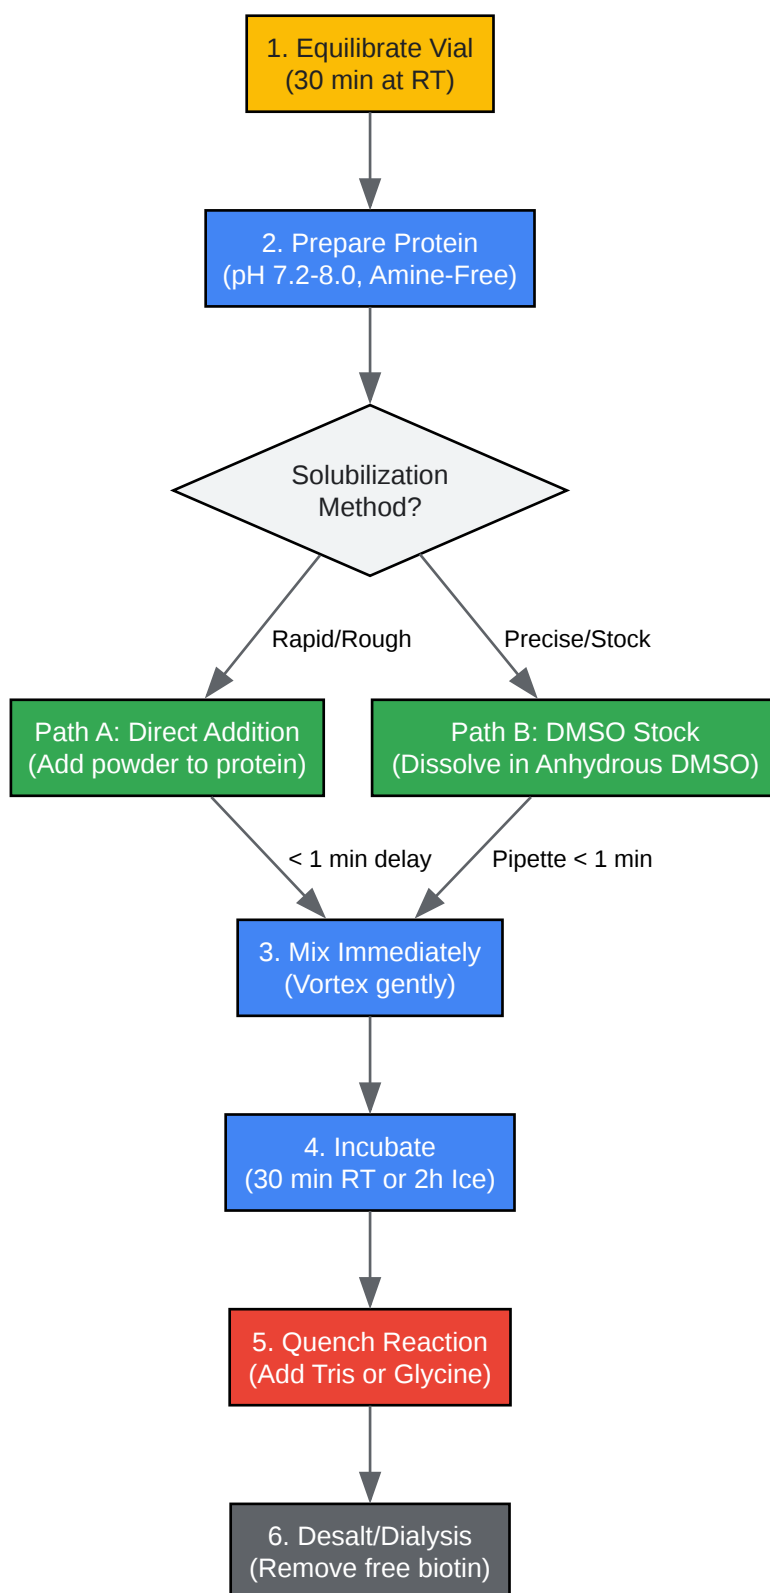 1. Equilibrate Vial
(30 min at RT)
2. Prepare Protein
(pH 7.2-8.0, Amine-Free)
Solubilization
Method?
Rapid/Rough
Precise/Stock
Path A: Direct Addition
(Add powder to protein)
Path B: DMSO Stock
(Dissolve in Anhydrous DMSO)
< 1 min delay
Pipette < 1 min
3. Mix Immediately
(Vortex gently)
4. Incubate
(30 min RT or 2h Ice)
5. Quench Reaction
(Add Tris or Glycine)
6. Desalt/Dialysis
(Remove free biotin)